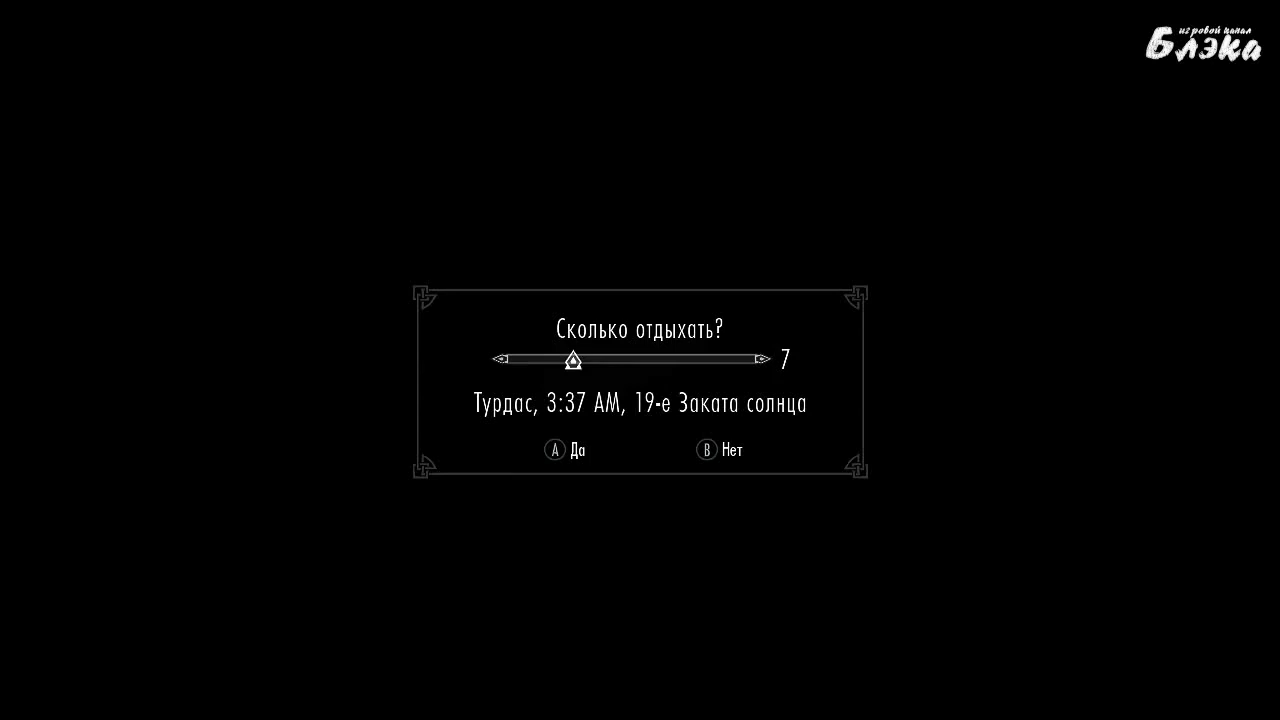 игровой канал
Блэка
Сколько отдыхать?
7
Турдас, 3:37 AM, 19-е Заката солнца
A Да B Нет